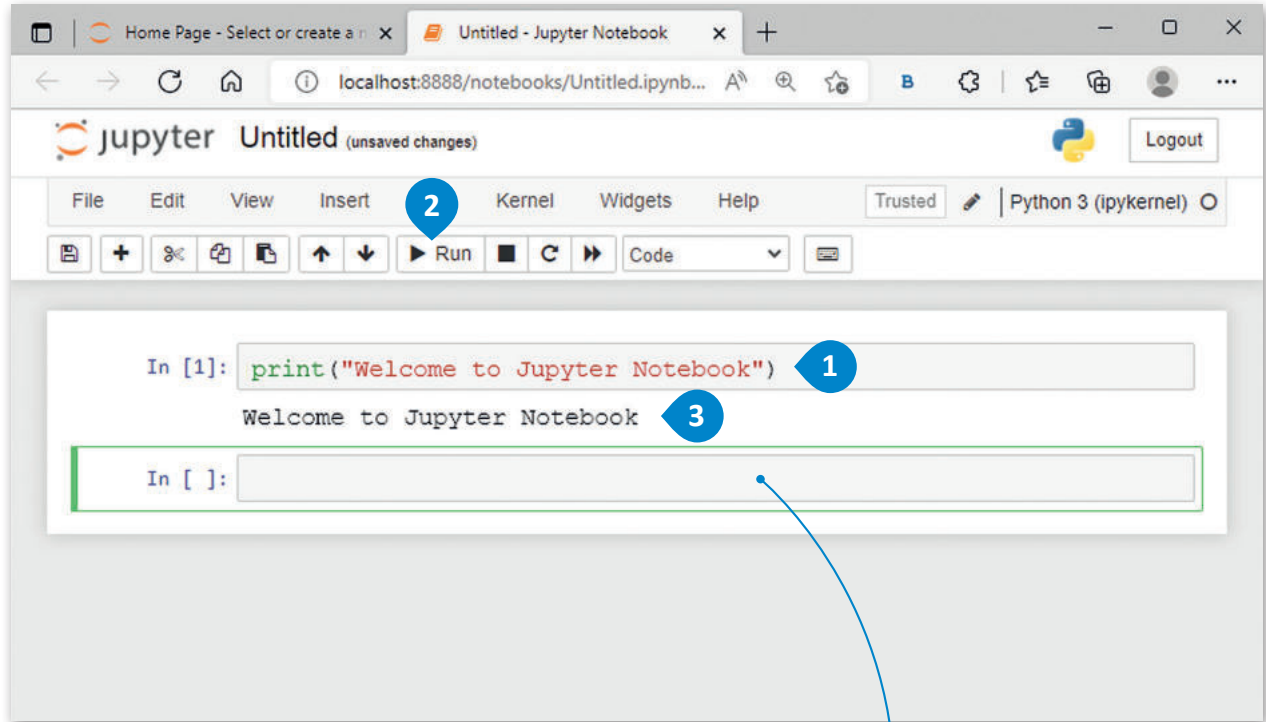 Home Page - Select or create a n
Untitled - Jupyter Notebook
localhost:8888/notebooks/Untitled.ipynb...
B
jupyter Untitled (unsaved changes)
Logout
File Edit View Insert Kernel Widgets Help Trusted Python 3 (ipykernel)
2
Run Code
In [1]: print("Welcome to Jupyter Notebook") 1
Welcome to Jupyter Notebook 3
In [ ]: